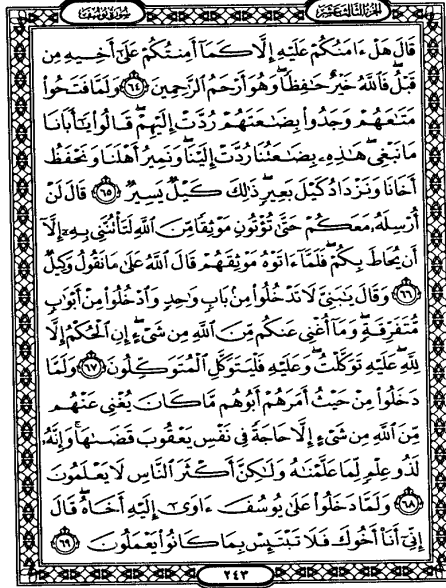 الجزء الثالث عشر
سورة يوسف
قَالَ هَلْ ءَامَنُكُمْ عَلَيْهِ إِلَّا كَمَآ أَمِنتُكُمْ عَلَىٰٓ أَخِيهِ مِن
قَبْلُ فَٱللَّهُ خَيْرٌ حَـٰفِظًا وَهُوَ أَرْحَمُ ٱلرَّٰحِمِينَ ﴿٦٤﴾ وَلَمَّا فَتَحُوا۟
مَتَـٰعَهُمْ وَجَدُوا۟ بِضَـٰعَتَهُمْ رُدَّتْ إِلَيْهِمْ قَالُوا۟ يَـٰٓأَبَانَا
مَا نَبْغِى هَـٰذِهِۦ بِضَـٰعَتُنَا رُدَّتْ إِلَيْنَا وَنَمِيرُ أَهْلَنَا وَنَحْفَظُ
أَخَانَا وَنَزْدَادُ كَيْلَ بَعِيرٍ ذَٰلِكَ كَيْلٌ يَسِيرٌ ﴿٦٥﴾ قَالَ لَنْ
أُرْسِلَهُۥ مَعَكُمْ حَتَّىٰ تُؤْتُونِ مَوْثِقًا مِّنَ ٱللَّهِ لَتَأْتُنَّنِى بِهِۦٓ إِلَّآ
أَن يُحَاطَ بِكُمْ فَلَمَّآ ءَاتَوْهُ مَوْثِقَهُمْ قَالَ ٱللَّهُ عَلَىٰ مَا نَقُولُ وَكِيلٌ
﴿٦٦﴾ وَقَالَ يَـٰبَنِىَّ لَا تَدْخُلُوا۟ مِنۢ بَابٍ وَٰحِدٍ وَٱدْخُلُوا۟ مِنْ أَبْوَٰبٍ
مُّتَفَرِّقَةٍ وَمَآ أُغْنِى عَنكُم مِّنَ ٱللَّهِ مِن شَىْءٍ إِنِ ٱلْحُكْمُ إِلَّا
لِلَّهِ عَلَيْهِ تَوَكَّلْتُ وَعَلَيْهِ فَلْيَتَوَكَّلِ ٱلْمُتَوَكِّلُونَ ﴿٦٧﴾ وَلَمَّا
دَخَلُوا۟ مِنْ حَيْثُ أَمَرَهُمْ أَبُوهُم مَّا كَانَ يُغْنِى عَنْهُم
مِّنَ ٱللَّهِ مِن شَىْءٍ إِلَّا حَاجَةً فِى نَفْسِ يَعْقُوبَ قَضَىٰهَا وَإِنَّهُۥ
لَذُو عِلْمٍ لِّمَا عَلَّمْنَـٰهُ وَلَـٰكِنَّ أَكْثَرَ ٱلنَّاسِ لَا يَعْلَمُونَ
﴿٦٨﴾ وَلَمَّا دَخَلُوا۟ عَلَىٰ يُوسُفَ ءَاوَىٰٓ إِلَيْهِ أَخَاهُ قَالَ
إِنِّىٓ أَنَا۠ أَخُوكَ فَلَا تَبْتَئِسْ بِمَا كَانُوا۟ يَعْمَلُونَ ﴿٦٩﴾
٢٤٣